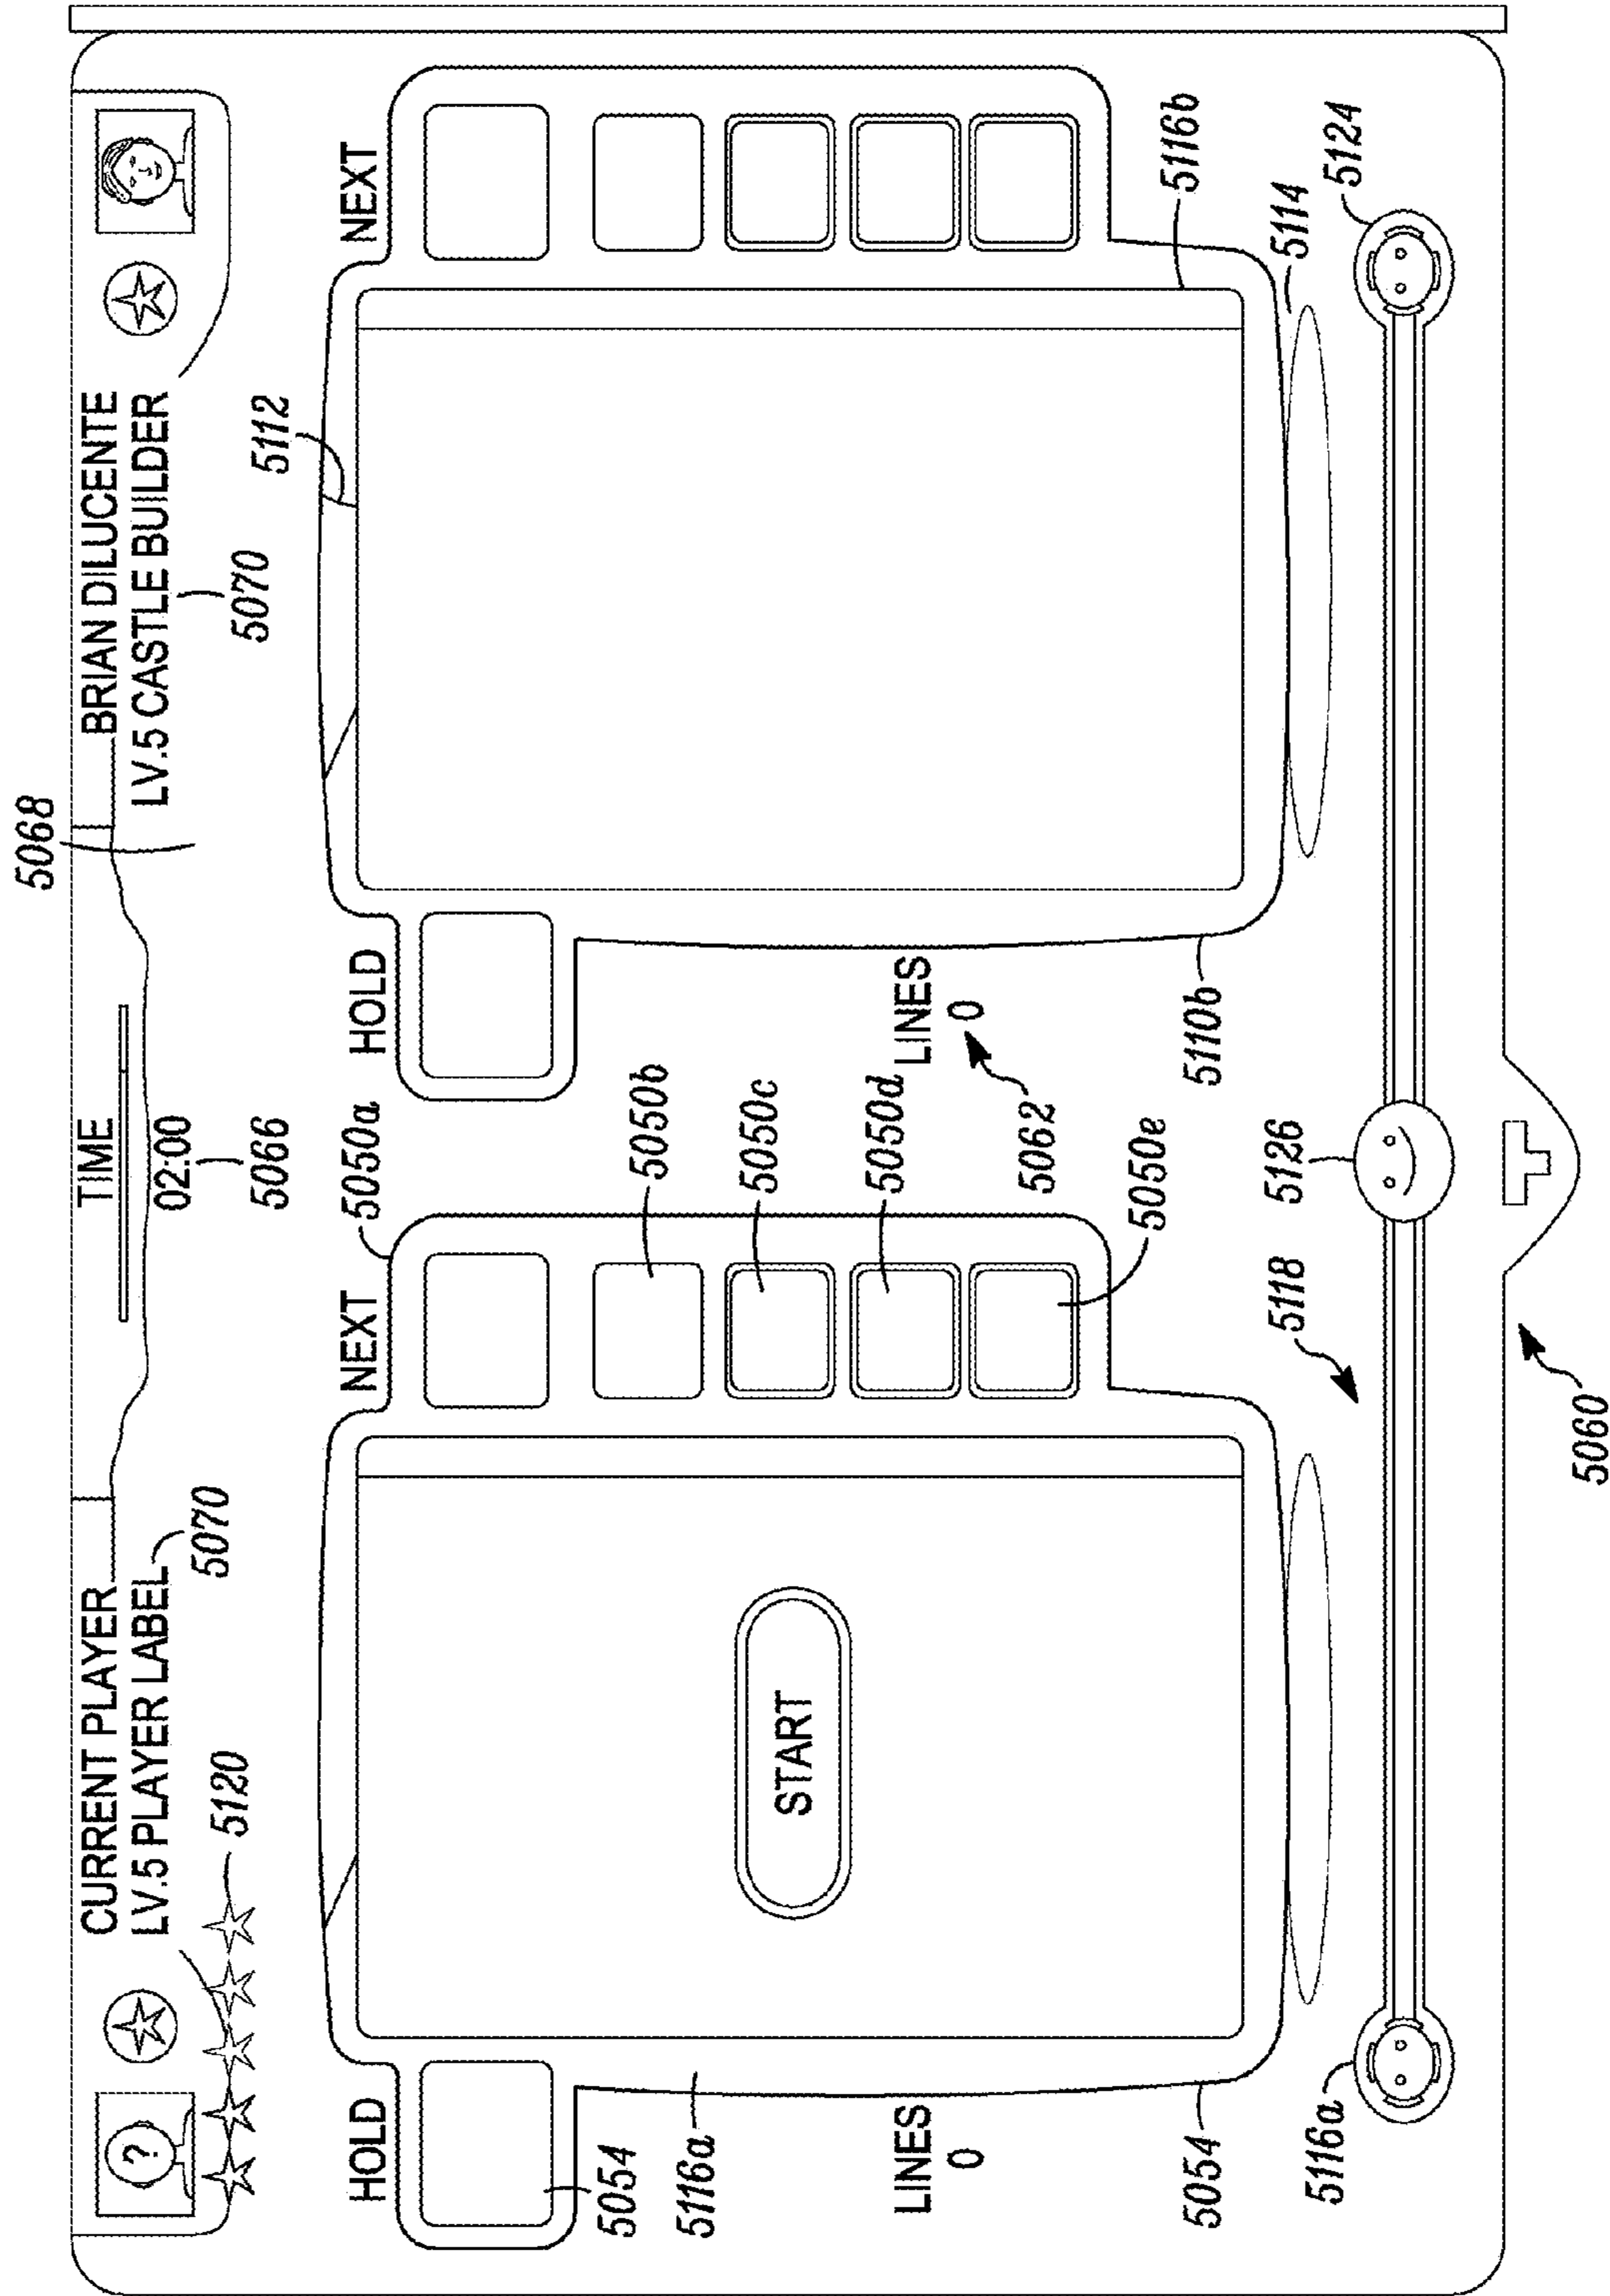 5068
CURRENT PLAYER
LV.5 PLAYER LABEL
5070
5120
?
TIME
02:00
5066
BRIAN DILUCENTE
LV.5 CASTLE BUILDER
5070
5112
HOLD
5054
5116a
LINES
0
5054
START
NEXT
5050a
5050b
5050c
5050d
5050e
HOLD
LINES
0
5062
5110b
NEXT
5116b
5114
5116a
5118
5126
5124
5060